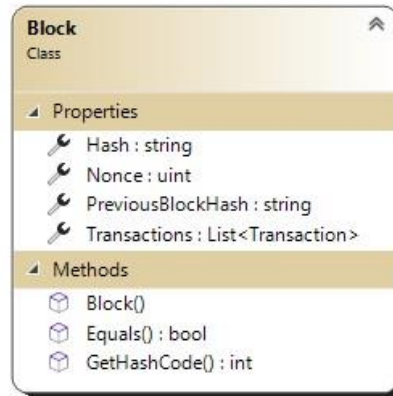 Block
Class
Properties
Hash : string
Nonce : uint
PreviousBlockHash : string
Transactions : List<Transaction>
Methods
Block()
Equals() : bool
GetHashCode() : int